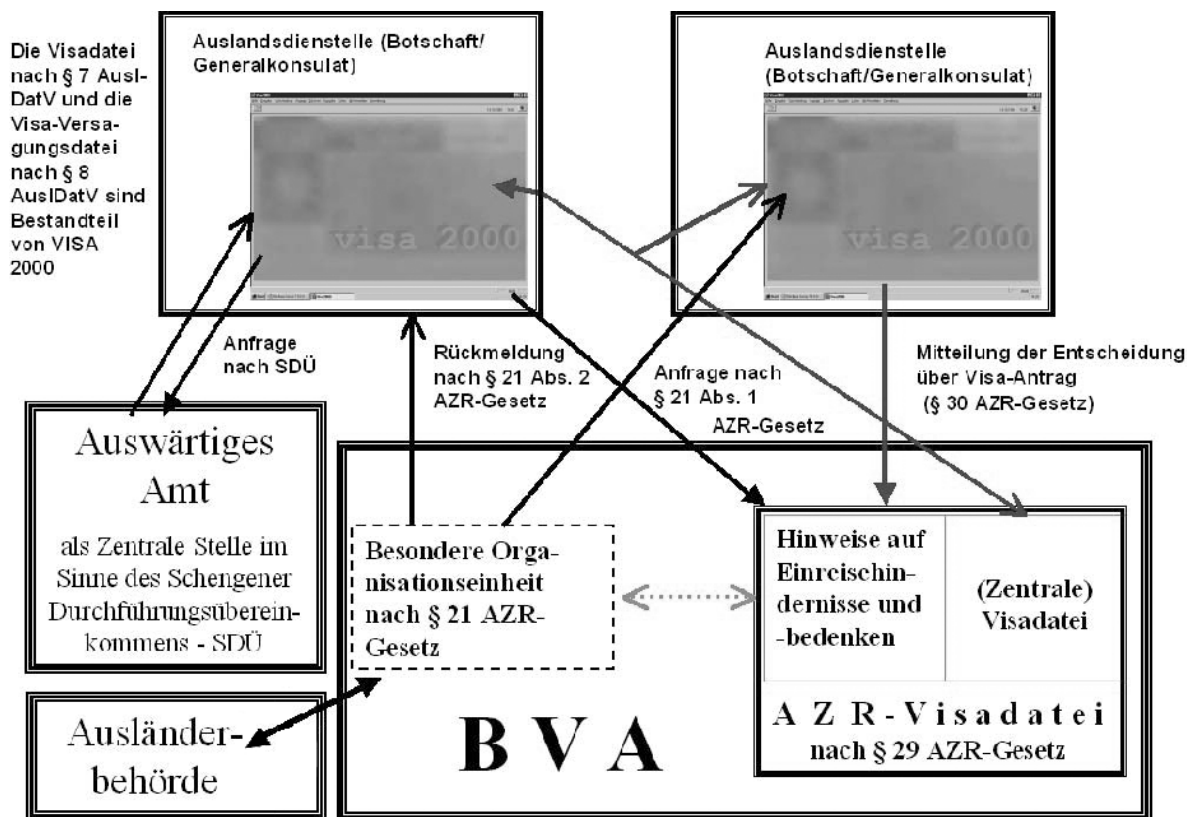 Die Visadatei
nach § 7 Ausl-
DatV und die
Visa-Versa-
gungsdatei
nach § 8
AuslDatV sind
Bestandteil
von VISA
2000
Auslandsdienstelle (Botschaft/
Generalkonsulat)
visa 2000
Auslandsdienstelle
(Botschaft/Generalkonsulat)
visa 2000
Anfrage
nach SDÜ
Rückmeldung
nach § 21 Abs. 2
AZR-Gesetz
Anfrage nach
§ 21 Abs. 1
AZR-Gesetz
Mitteilung der Entscheidung
über Visa-Antrag
(§ 30 AZR-Gesetz)
Auswärtiges
Amt
als Zentrale Stelle im
Sinne des Schengener
Durchführungsüberein-
kommens - SDÜ
Ausländer-
behörde
Besondere Orga-
nisationseinheit
nach § 21 AZR-
Gesetz
Hinweise auf
Einreischin-
dernisse und
-bedenken
(Zentrale)
Visadatei
AZR-Visadatei
nach § 29 AZR-Gesetz
BVA